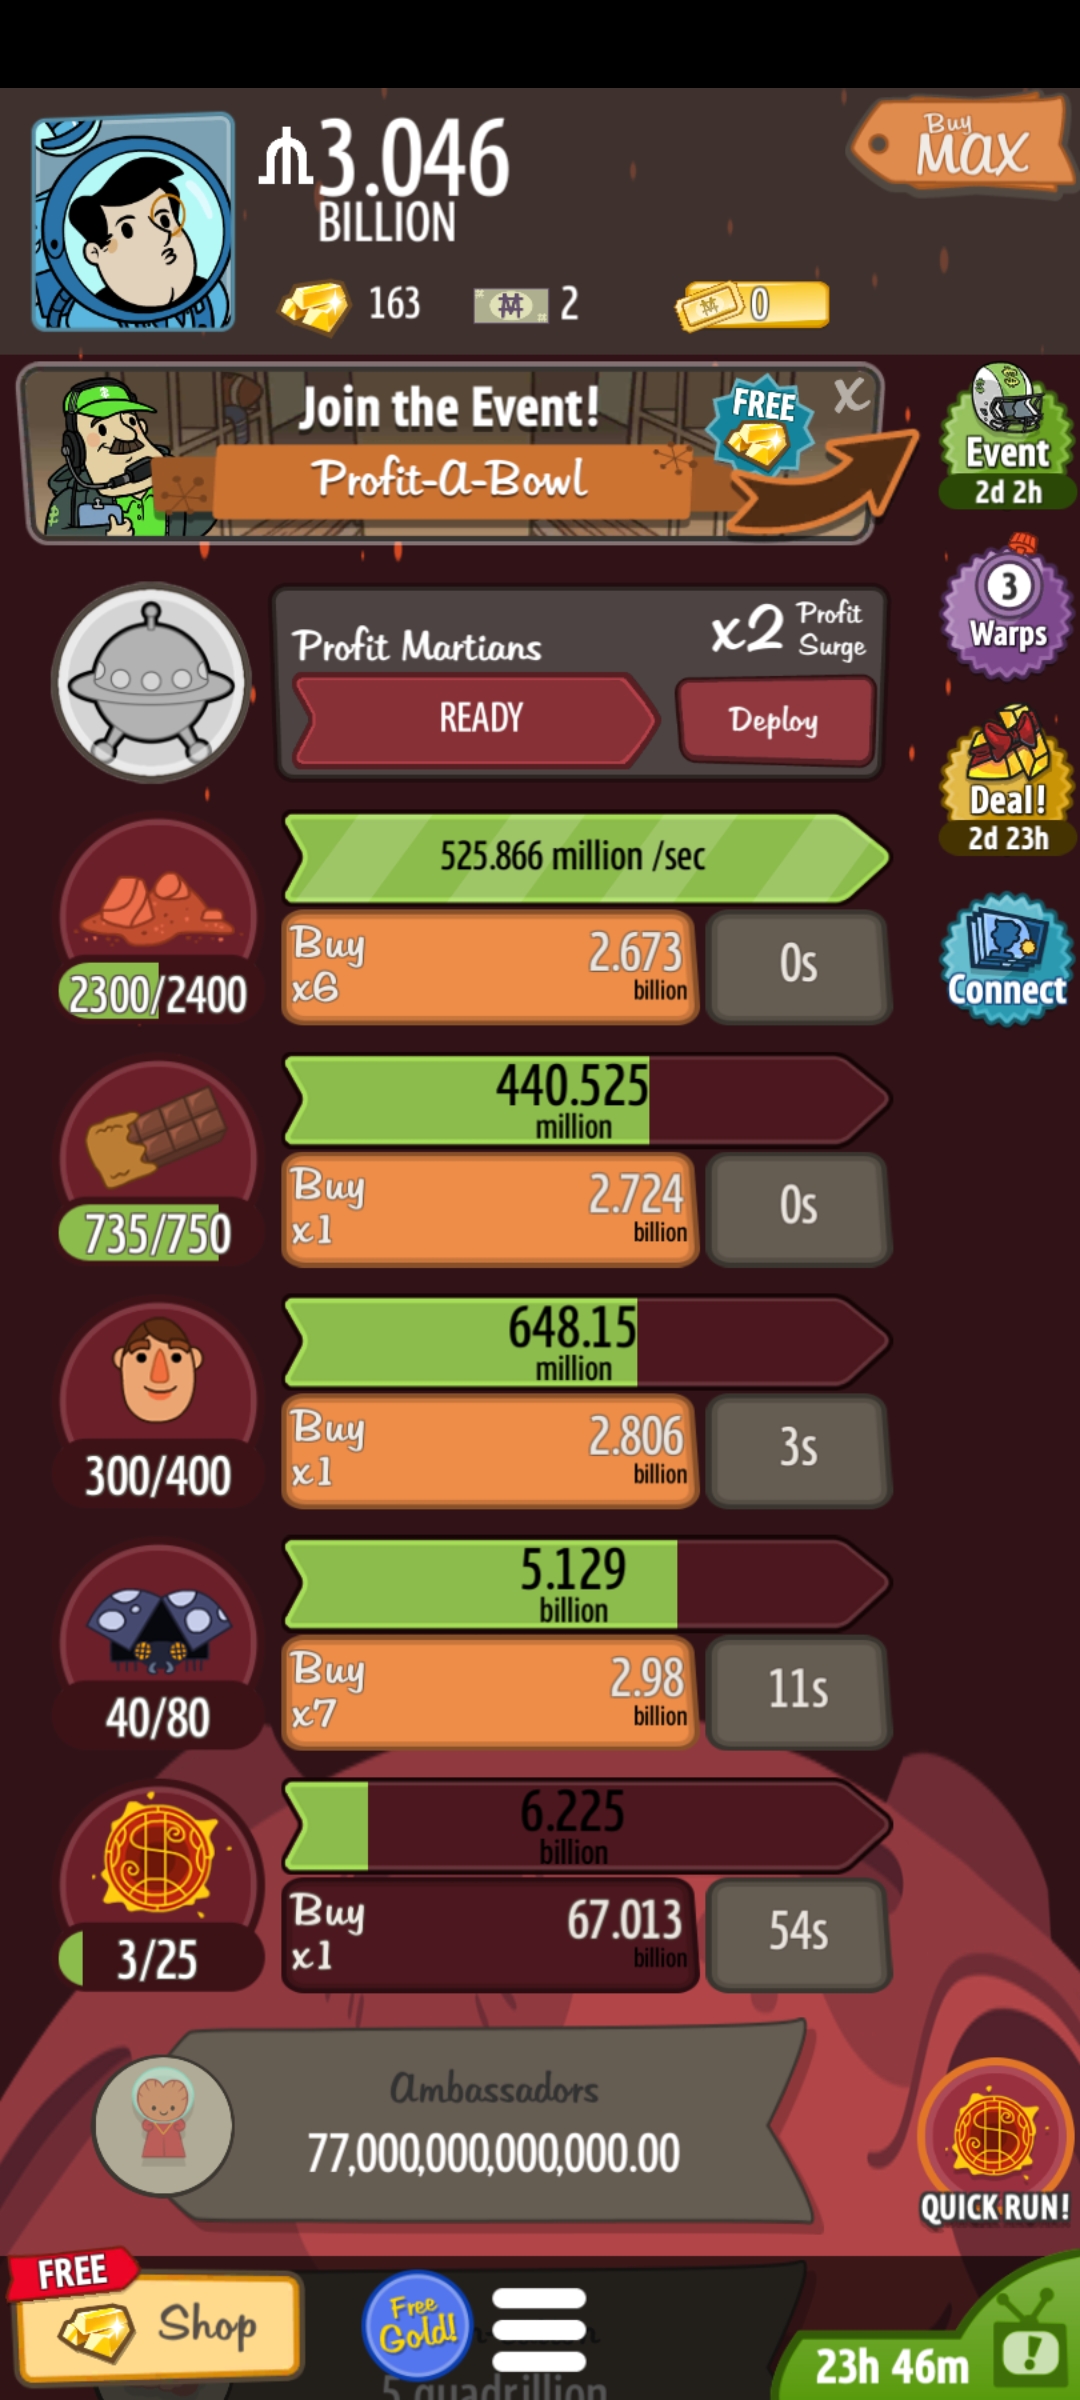 3.046
BILLION
Buy
MAX
163
2
0
Join the Event!
Profit-A-Bowl
FREE
X
Event
2d 2h
3
Warps
Deal!
2d 23h
Connect
Profit Martians
x2 Profit Surge
READY
Deploy
525.866 million /sec
Buy
x6
2.673
billion
0s
2300/2400
440.525
million
Buy
x1
2.724
billion
0s
735/750
648.15
million
Buy
x1
2.806
billion
3s
300/400
5.129
billion
Buy
x7
2.98
billion
11s
40/80
6.225
billion
Buy
x1
67.013
billion
54s
3/25
Ambassadors
77,000,000,000,000.00
QUICK RUN!
FREE
Shop
Free
Gold!
5 quadrillion
23h 46m